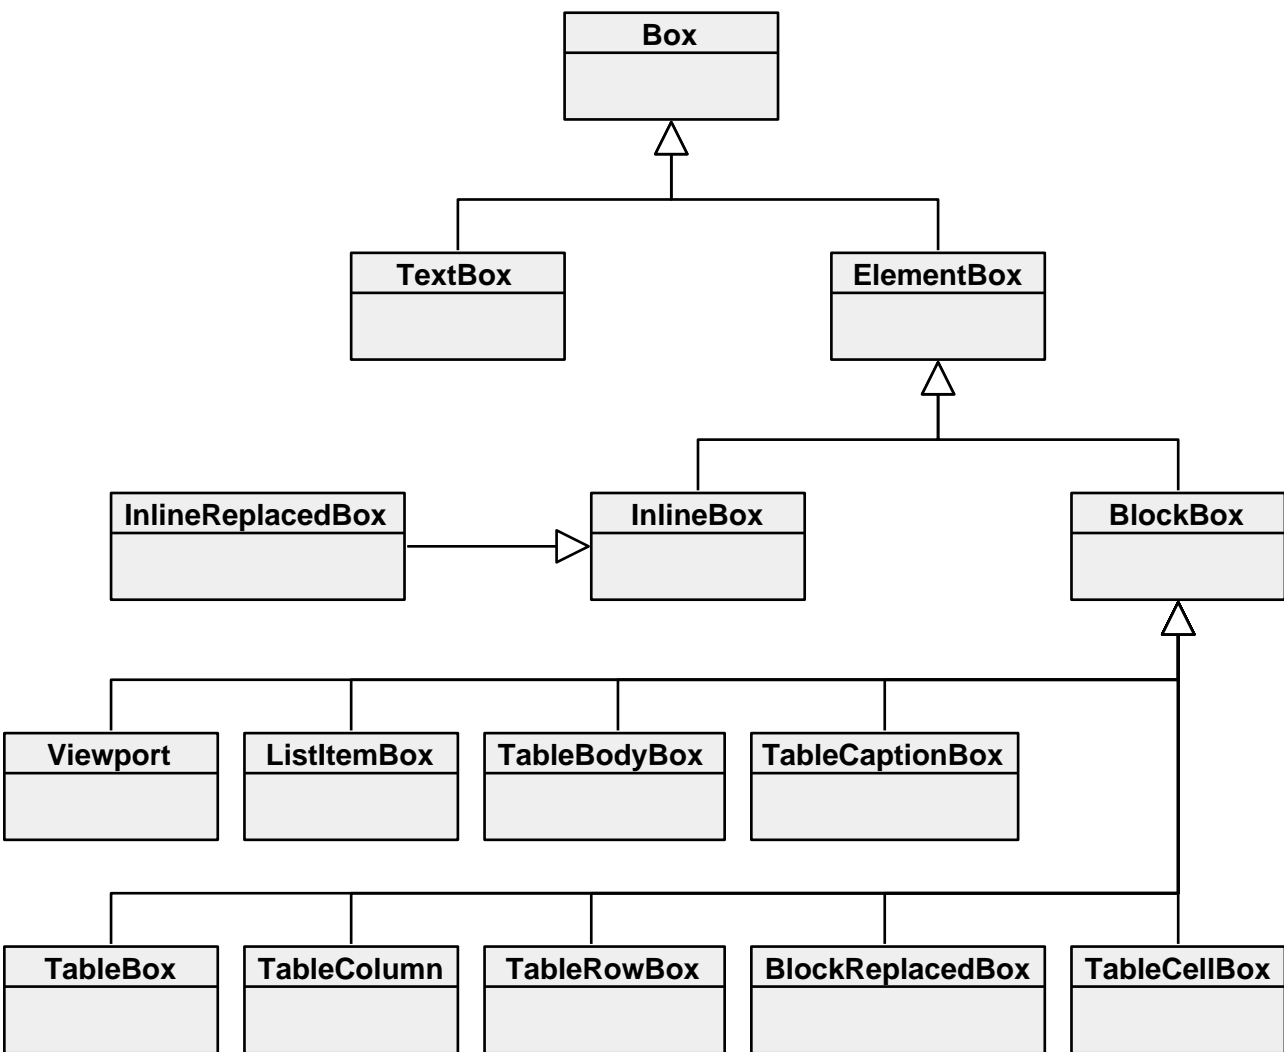 Box
TextBox
ElementBox
InlineReplacedBox
InlineBox
BlockBox
Viewport
ListItemBox
TableBodyBox
TableCaptionBox
TableBox
TableColumn
TableRowBox
BlockReplacedBox
TableCellBox